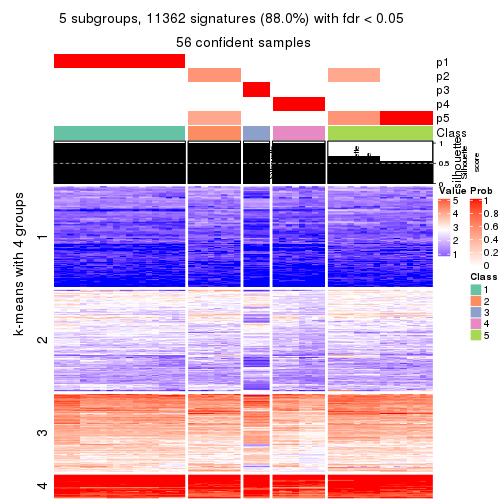 5 subgroups, 11362 signatures (88.0%) with fdr < 0.05
56 confident samples
p1
p2
p3
p4
p5
Class
1
0.5
0
silhouette
Silhouette
score
k-means with 4 groups
1
2
3
4
Value
5
4
3
2
1
Prob
1
0.8
0.6
0.4
0.2
0
Class
1
2
3
4
5